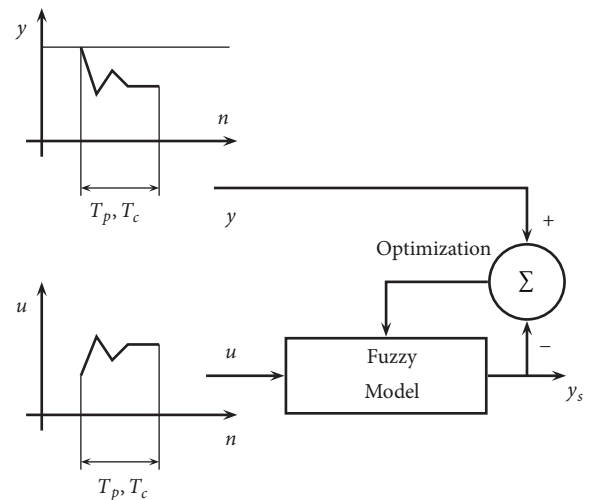 y
n
T_p, T_c
y
+
Optimization
Σ
u
u
Fuzzy
Model
−
y_s
n
T_p, T_c